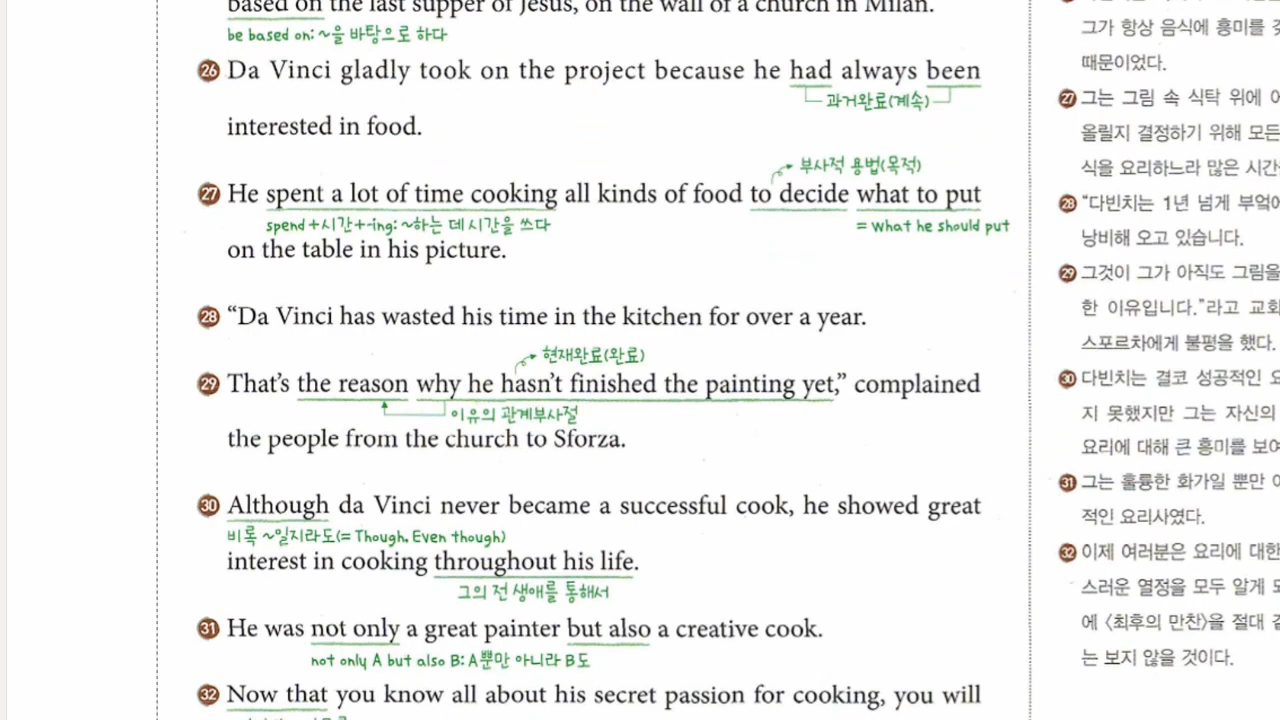 based on the last supper of Jesus, on the wall of a church in Milan.
be based on: ~을 바탕으로 하다
26 Da Vinci gladly took on the project because he had always been
과거완료(계속)
interested in food.
부사적 용법(목적)
27 He spent a lot of time cooking all kinds of food to decide what to put
spend+시간+-ing: ~하는 데 시간을 쓰다
= what he should put
on the table in his picture.
28 “Da Vinci has wasted his time in the kitchen for over a year.
현재완료(완료)
29 That’s the reason why he hasn’t finished the painting yet,” complained
이유의 관계부사절
the people from the church to Sforza.
30 Although da Vinci never became a successful cook, he showed great
비록 ~일지라도(= Though, Even though)
interest in cooking throughout his life.
그의 전 생애를 통해서
31 He was not only a great painter but also a creative cook.
not only A but also B: A뿐만 아니라 B도
32 Now that you know all about his secret passion for cooking, you will
그가 항상 음식에 흥미를
때문이었다.
27 그는 그림 속 식탁 위에
올릴지 결정하기 위해 모든
식을 요리하느라 많은 시간
28 “다빈치는 1년 넘게 부엌에
낭비해 오고 있습니다.
29 그것이 그가 아직도 그림을
한 이유입니다.”라고 교회
스포르차에게 불평을 했다.
30 다빈치는 결코 성공적인
지 못했지만 그는 자신의
요리에 대해 큰 흥미를
31 그는 훌륭한 화가일 뿐만
적인 요리사였다.
32 이제 여러분은 요리에 대한
스러운 열정을 모두 알게
에 〈최후의 만찬〉을 절대
는 보지 않을 것이다.